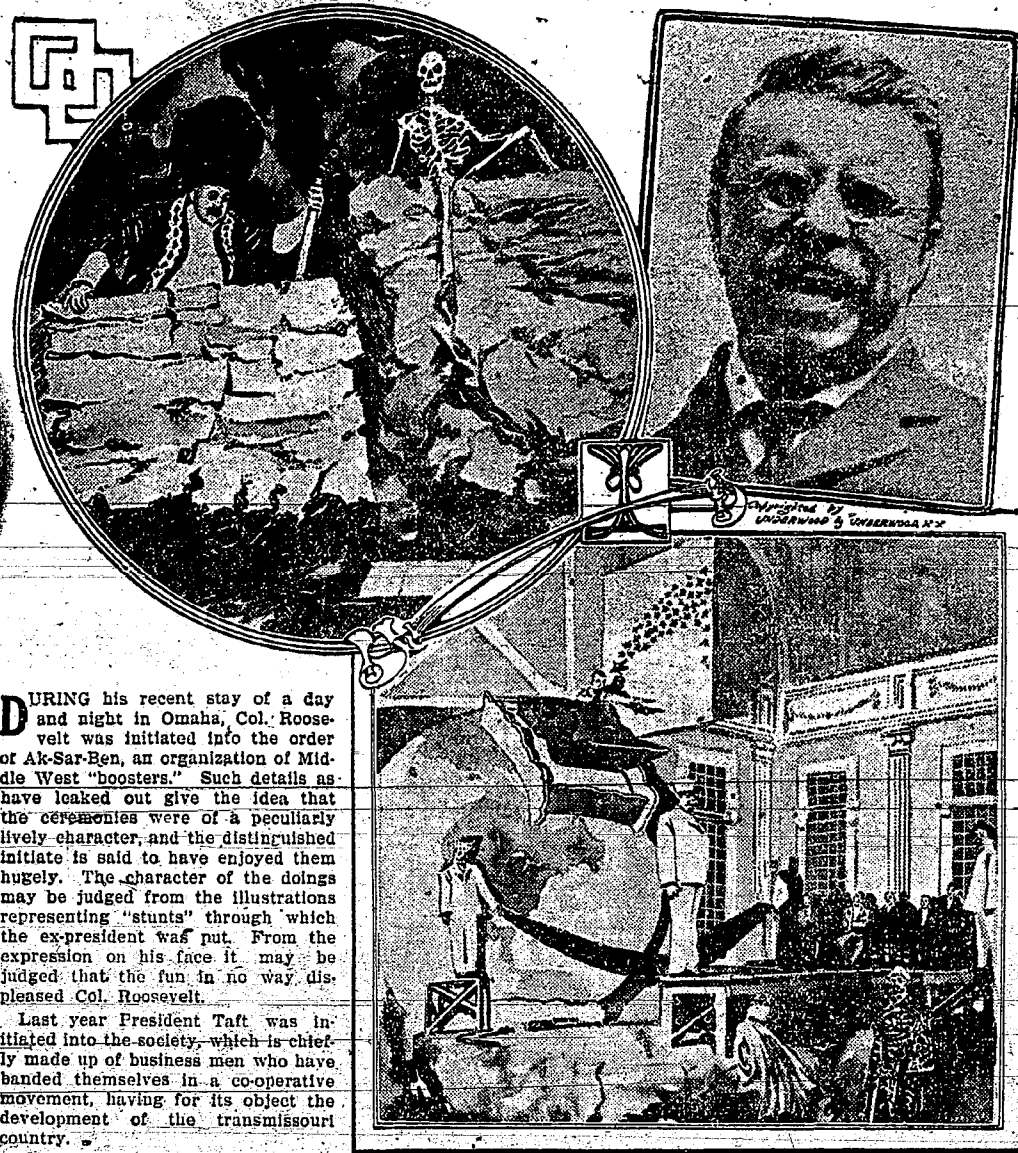 Copyrighted by
UNDERWOOD & UNDERWOOD N Y
DURING his recent stay of a day
and night in Omaha, Col. Roose-
velt was initiated into the order
of Ak-Sar-Ben, an organization of Mid-
dle West "boosters." Such details as
have leaked out give the idea that
the ceremonies were of a peculiarly
lively character, and the distinguished
initiate is said to have enjoyed them
hugely. The character of the doings
may be judged from the illustrations
representing "stunts" through which
the ex-president was put. From the
expression on his face it may be
judged that the fun in no way dis-
pleased Col. Roosevelt.
Last year President Taft was in-
itiated into the society, which is chief-
ly made up of business men who have
banded themselves in a co-operative
movement, having for its object the
development of the transmissouri
country.